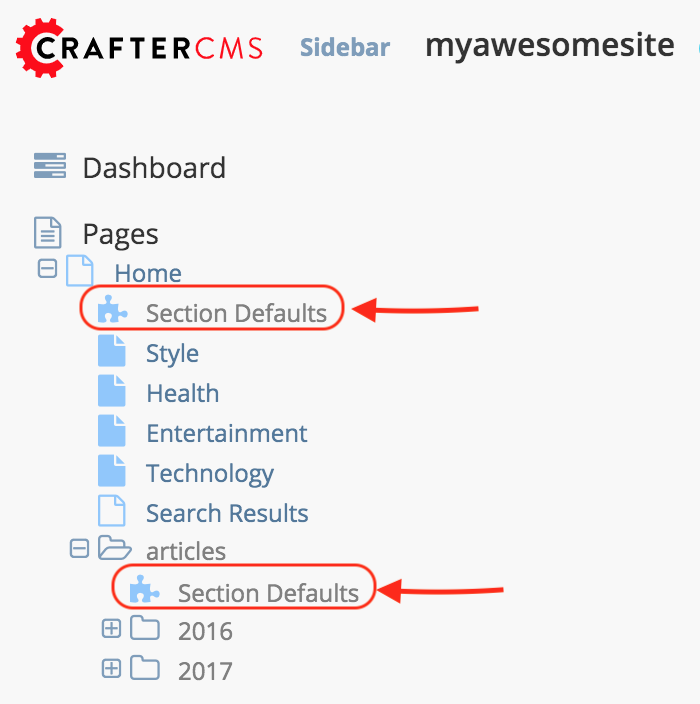 CRAFTERCMS Sidebar myawesomesite
Dashboard
Pages
Home
Section Defaults
Style
Health
Entertainment
Technology
Search Results
articles
Section Defaults
2016
2017